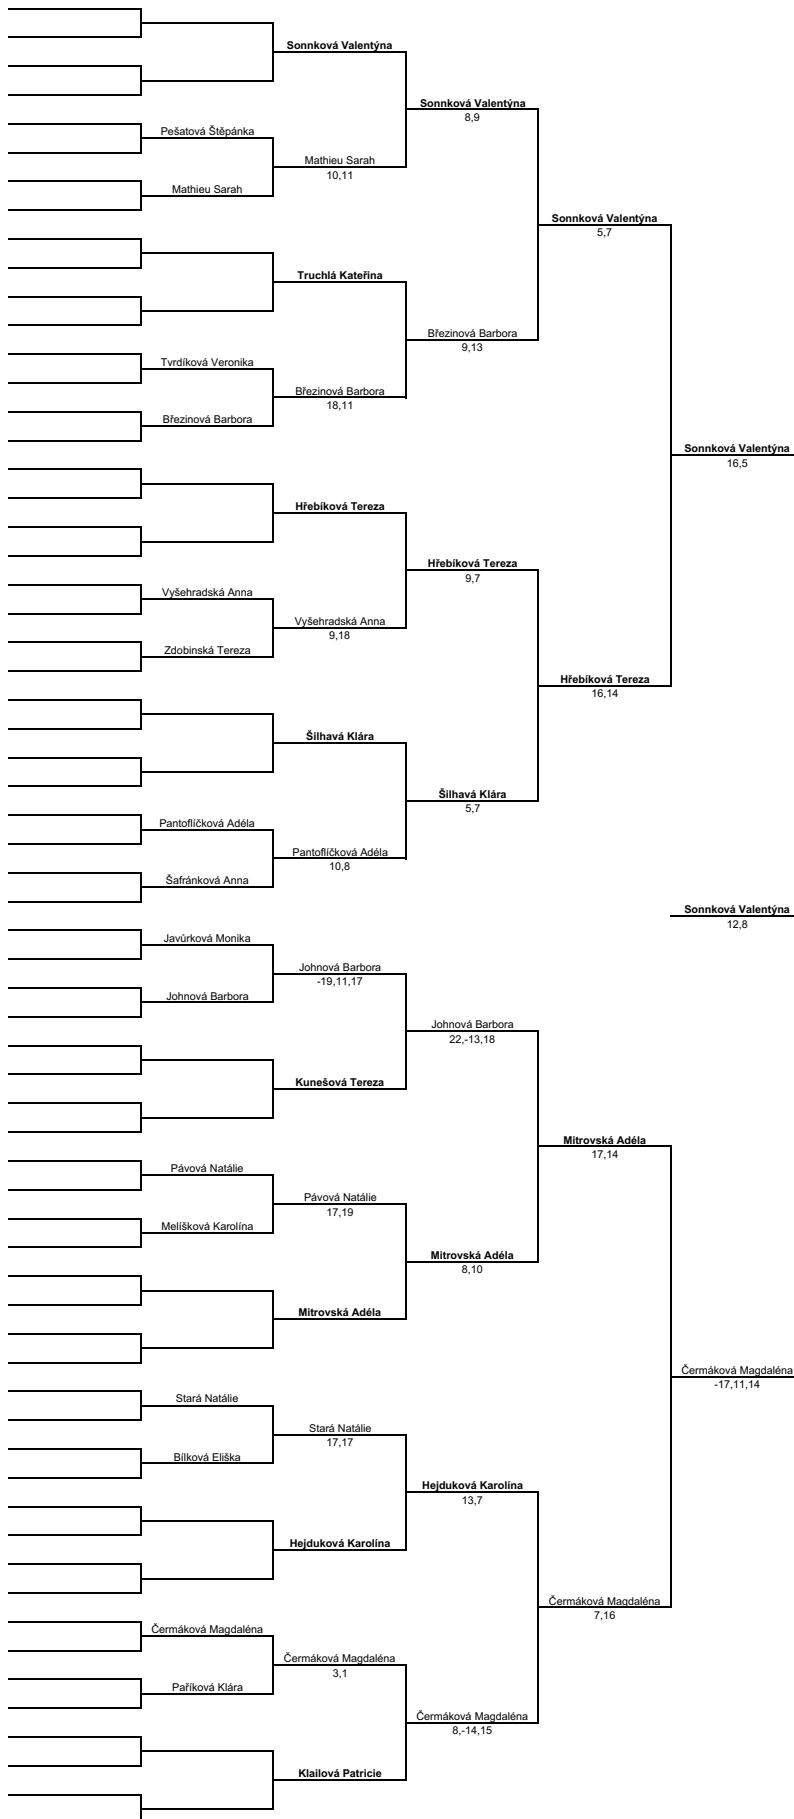 Sonnková Valentýna
Sonnková Valentýna
8,9
Pešatová Štěpánka
Mathieu Sarah
10,11
Mathieu Sarah
Sonnková Valentýna
5,7
Truchlá Kateřina
Březinová Barbora
9,13
Tvrdíková Veronika
Březinová Barbora
18,11
Březinová Barbora
Sonnková Valentýna
16,5
Hřebíková Tereza
Hřebíková Tereza
9,7
Vyšehradská Anna
Vyšehradská Anna
9,18
Zdobinská Tereza
Hřebíková Tereza
16,14
Šilhavá Klára
Šilhavá Klára
5,7
Pantoflíčková Adéla
Pantoflíčková Adéla
10,8
Šafránková Anna
Sonnková Valentýna
12,8
Javůrková Monika
Johnová Barbora
-19,11,17
Johnová Barbora
Johnová Barbora
22,-13,18
Kunešová Tereza
Mitrovská Adéla
17,14
Pávová Natálie
Pávová Natálie
17,19
Melíšková Karolína
Mitrovská Adéla
8,10
Mitrovská Adéla
Čermáková Magdaléna
-17,11,14
Stará Natálie
Stará Natálie
17,17
Bílková Eliška
Hejduková Karolína
13,7
Hejduková Karolína
Čermáková Magdaléna
7,16
Čermáková Magdaléna
Čermáková Magdaléna
3,1
Paříková Klára
Čermáková Magdaléna
8,-14,15
Klailová Patricie